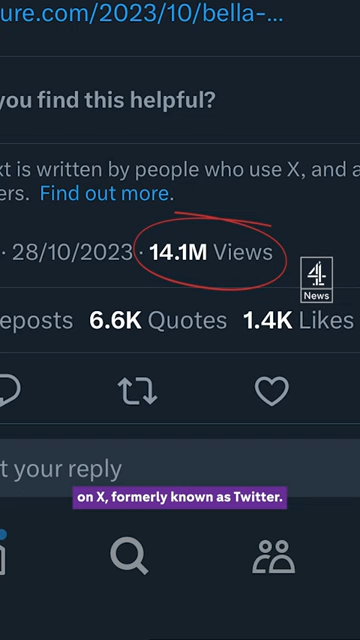 ure.com/2023/10/bella-...
you find this helpful?
xt is written by people who use X, and a
ers. Find out more.
· 28/10/2023 · 14.1M Views
4
News
eposts 6.6K Quotes 1.4K Likes
t your reply
on X, formerly known as Twitter.